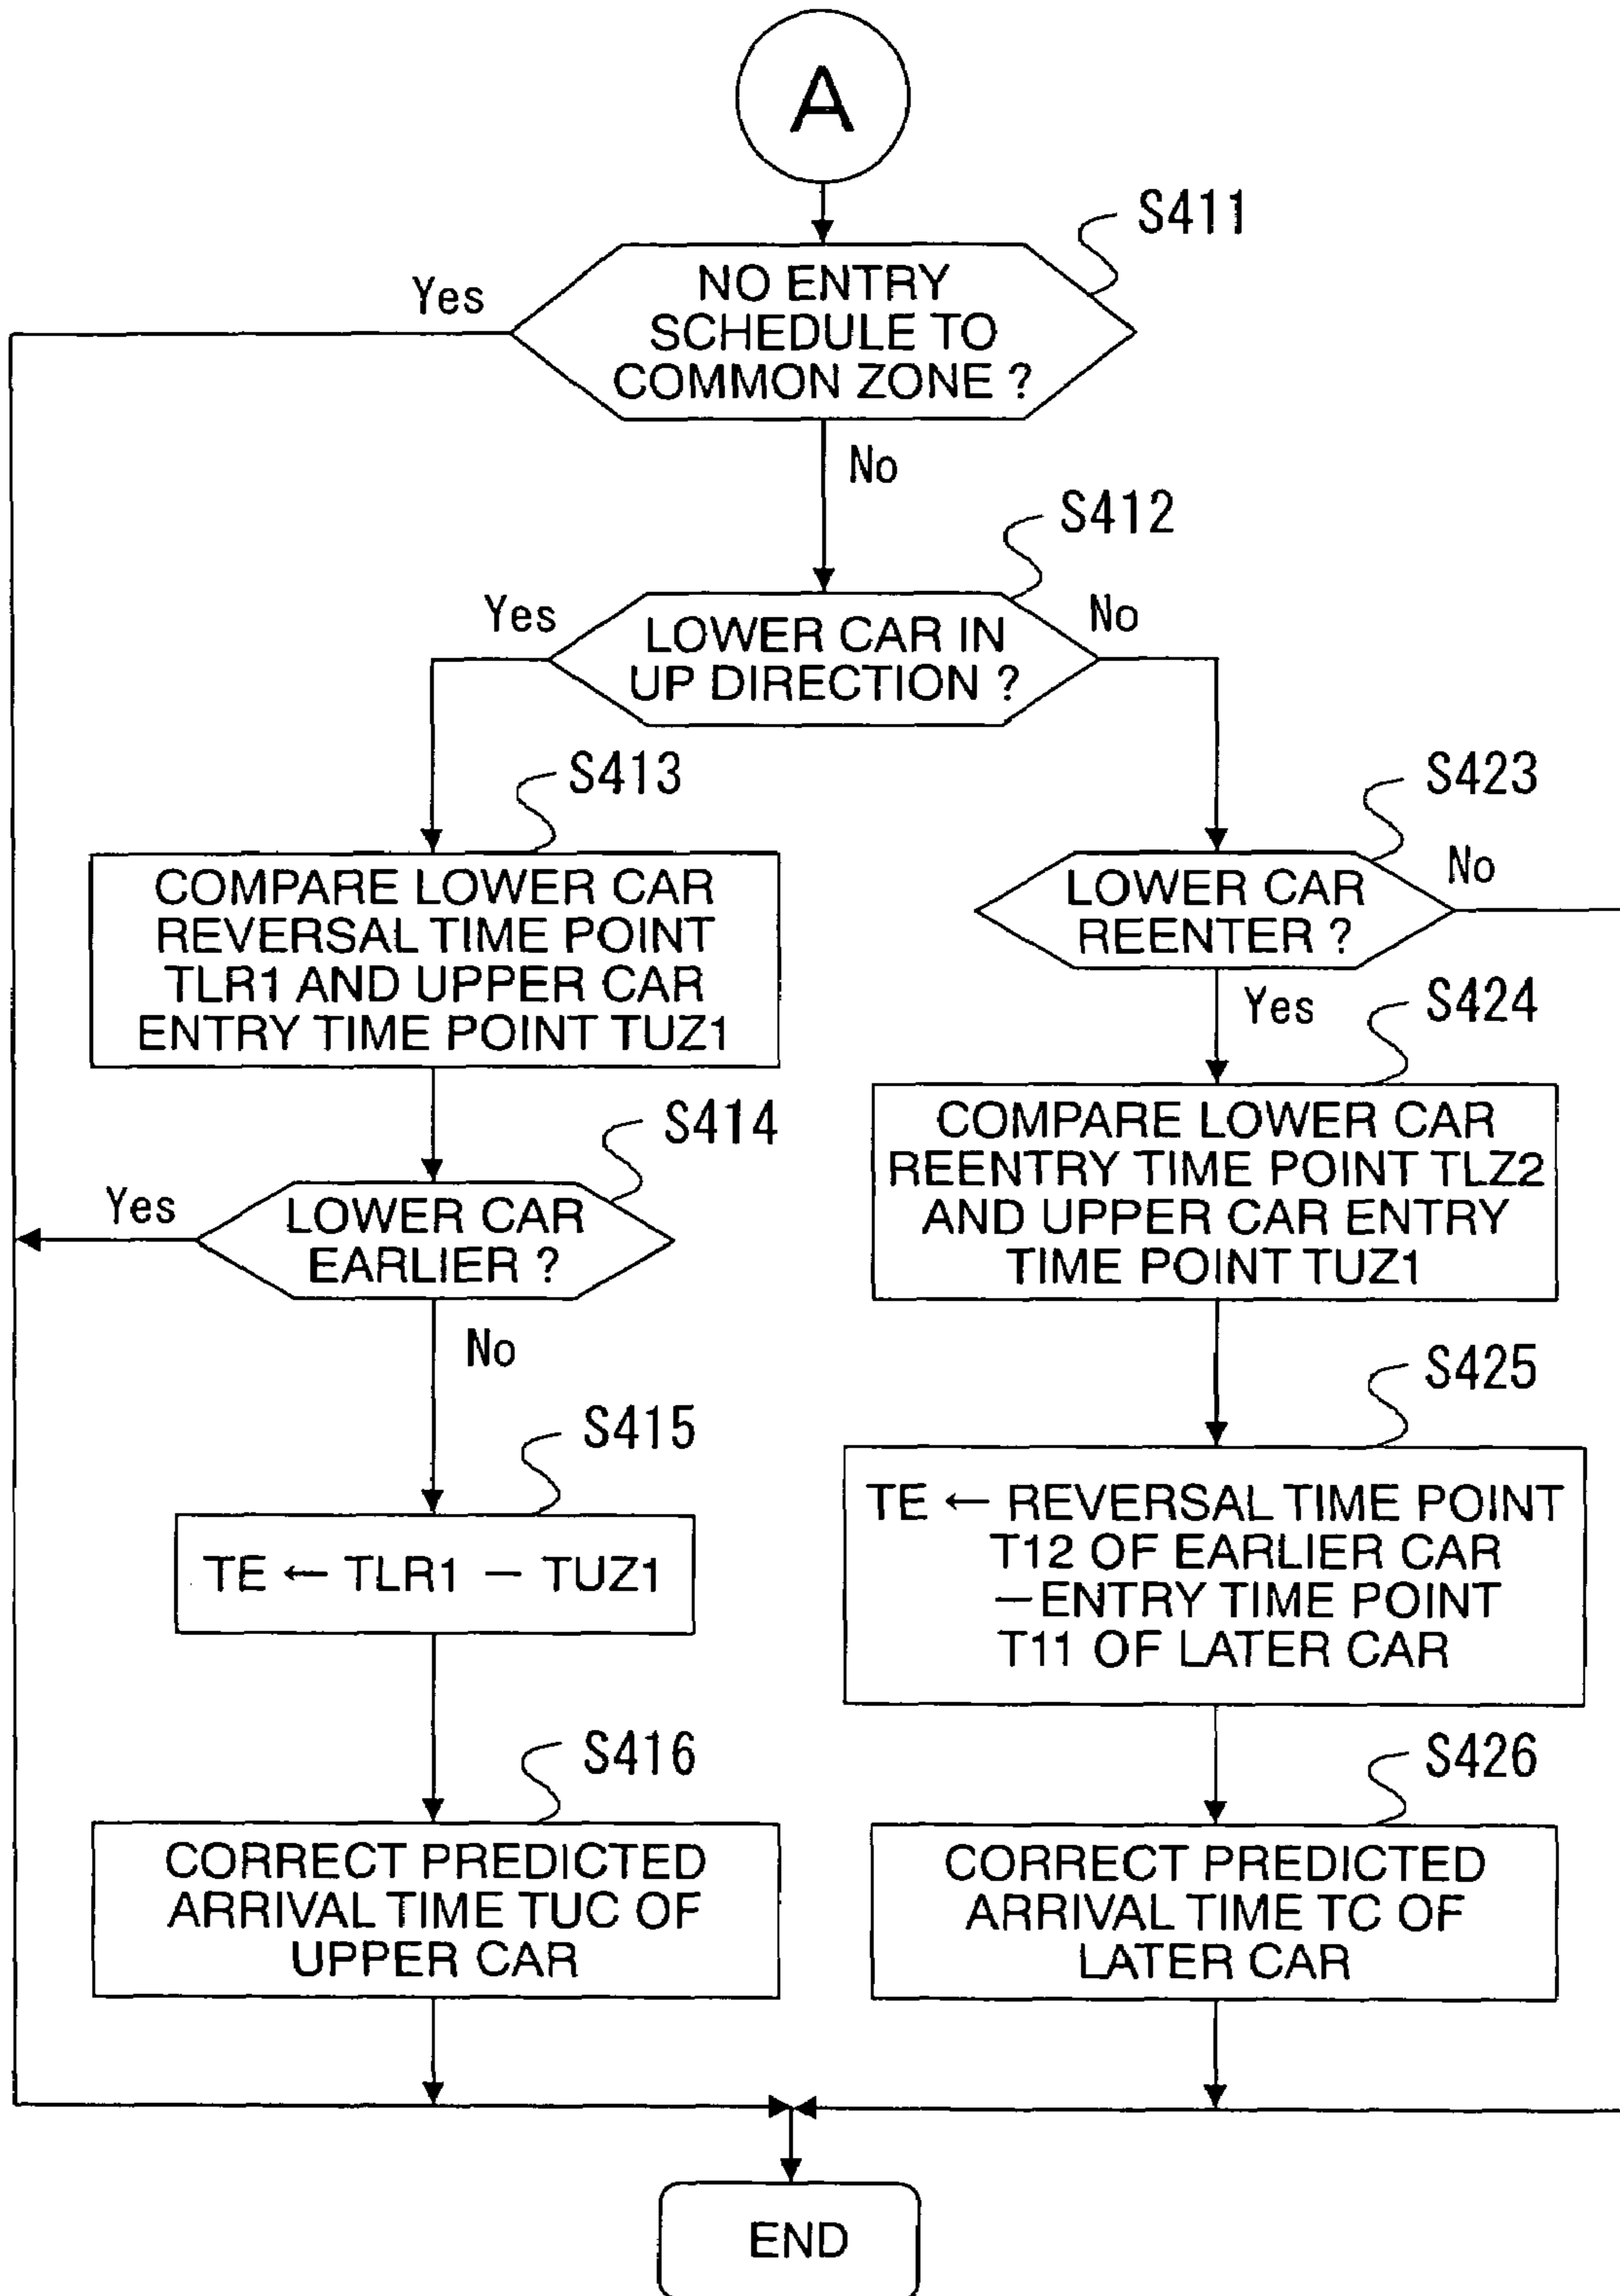 A
S411
Yes
NO ENTRY
SCHEDULE TO
COMMON ZONE ?
No
S412
Yes
No
LOWER CAR IN
UP DIRECTION ?
S413
COMPARE LOWER CAR
REVERSAL TIME POINT
TLR1 AND UPPER CAR
ENTRY TIME POINT TUZ1
S414
Yes
LOWER CAR
EARLIER ?
No
S415
TE ← TLR1 − TUZ1
S416
CORRECT PREDICTED
ARRIVAL TIME TUC OF
UPPER CAR
S423
No
LOWER CAR
REENTER ?
Yes
S424
COMPARE LOWER CAR
REENTRY TIME POINT TLZ2
AND UPPER CAR ENTRY
TIME POINT TUZ1
S425
TE ← REVERSAL TIME POINT
T12 OF EARLIER CAR
−ENTRY TIME POINT
T11 OF LATER CAR
S426
CORRECT PREDICTED
ARRIVAL TIME TC OF
LATER CAR
END